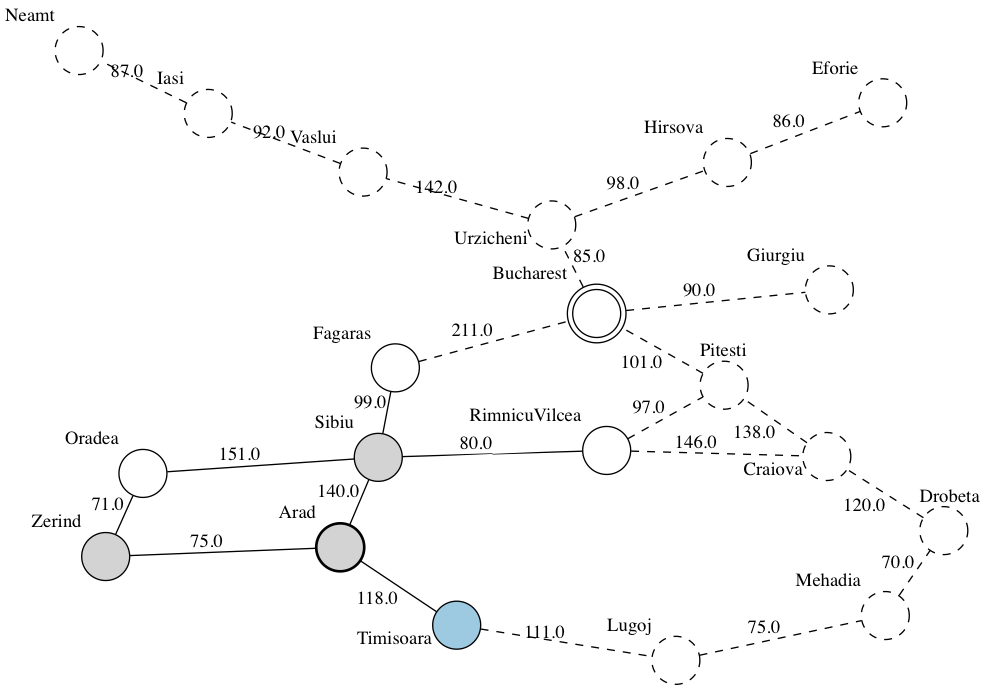 Neamt
87.0
Iasi
92.0
Vaslui
142.0
Eforie
86.0
Hirsova
98.0
Urzicheni
85.0
Bucharest
Giurgiu
90.0
211.0
Fagaras
101.0
Pitesti
99.0
Sibiu
RimnicuVilcea
97.0
138.0
Oradea
151.0
80.0
146.0
Craiova
71.0
140.0
120.0
Drobeta
Zerind
75.0
Arad
70.0
118.0
Mehadia
Timisoara
111.0
Lugoj
75.0